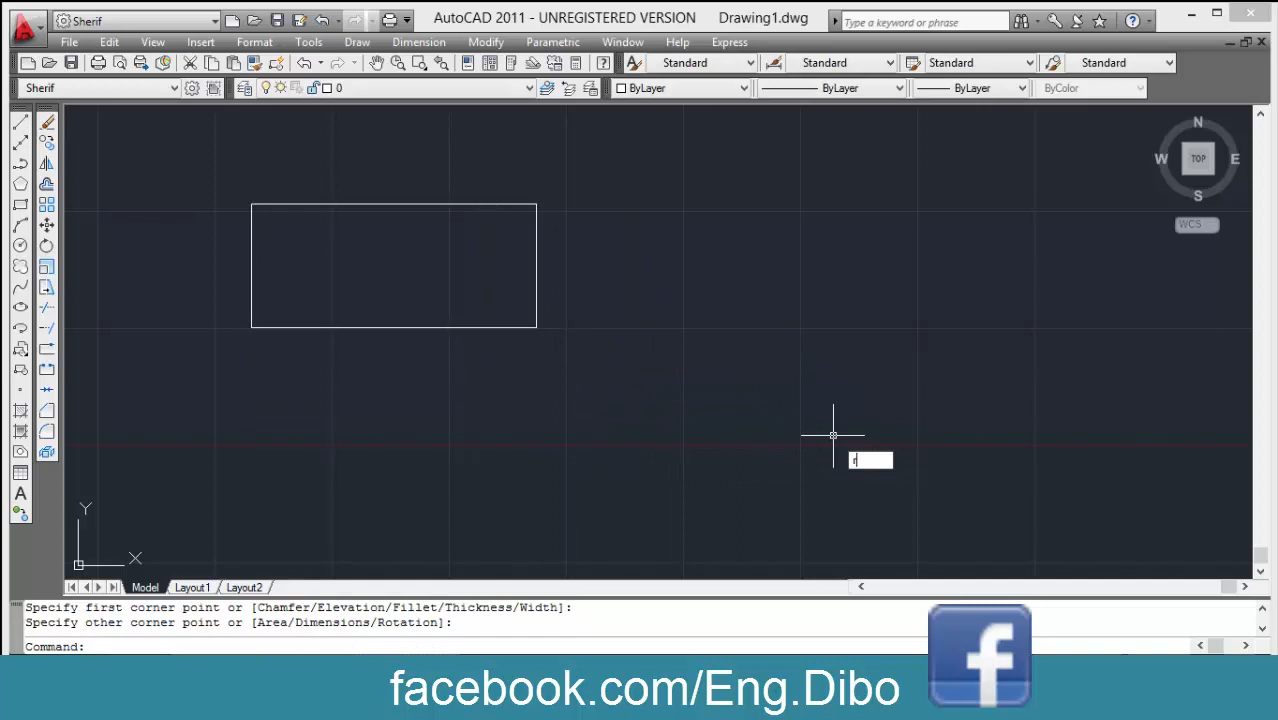 Sherif
AutoCAD 2011 - UNREGISTERED VERSION Drawing1.dwg
Type a keyword or phrase
File Edit View Insert Format Tools Draw Dimension Modify Parametric Window Help Express
Standard Standard Standard Standard
Sherif 0 ByLayer ByLayer ByLayer ByColor
N
W TOP E
S
WCS
r
Y
X
Model Layout1 Layout2
Specify first corner point or [Chamfer/Elevation/Fillet/Thickness/Width]:
Specify other corner point or [Area/Dimensions/Rotation]:
Command:
facebook.com/Eng.Dibo